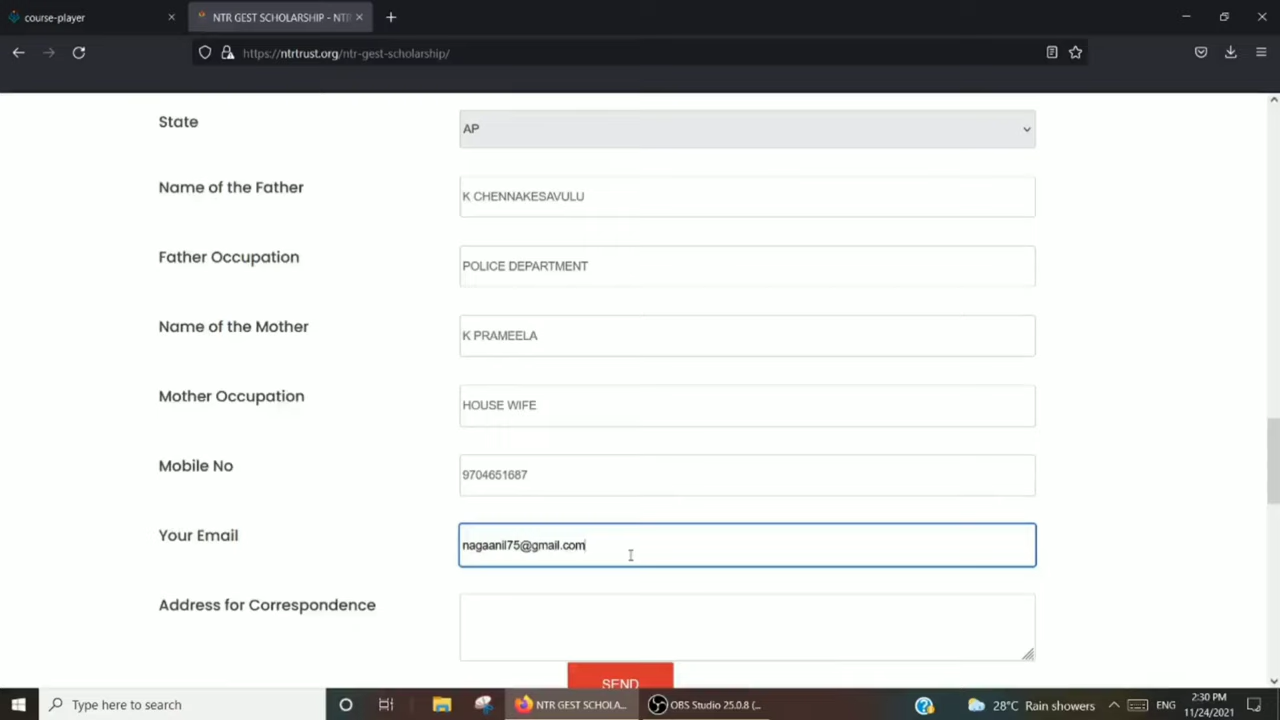 course-player
NTR GEST SCHOLARSHIP - NTR
https://ntrtrust.org/ntr-gest-scholarship/
State
AP
Name of the Father
K CHENNAKESAVULU
Father Occupation
POLICE DEPARTMENT
Name of the Mother
K PRAMEELA
Mother Occupation
HOUSE WIFE
Mobile No
9704651687
Your Email
nagaanil75@gmail.com
Address for Correspondence
SEND
Type here to search
NTR GEST SCHOLA...
OBS Studio 25.0.8 (...
28°C Rain showers
ENG
2:30 PM
11/24/2021